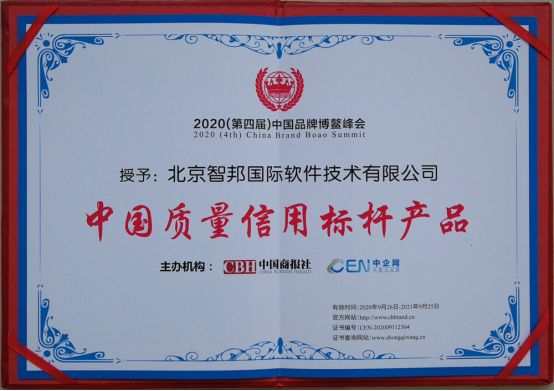 2020(第四届)中国品牌博鳌峰会
2020 (4th) China Brand Boao Summit
授予：北京智邦国际软件技术有限公司
中国质量信用标杆产品
主办机构： CBH 中国商报社 CHINA BUSINESS HERALD CEN 中企网
有效时间:2020年9月26日-2021年9月25日
官方网站:http://www.chbrand.cn
证书编号:CEN-202009112304
证书查询网站:www.zhongqiwang.cn